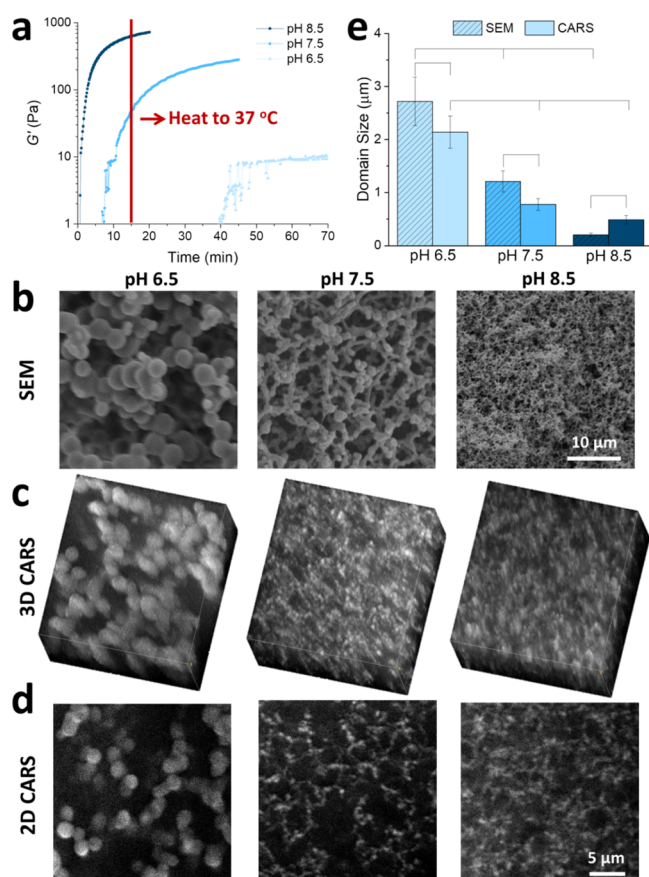 a
1000
100
10
1
G' (Pa)
pH 8.5
pH 7.5
pH 6.5
Heat to 37 °C
0 10 20 30 40 50 60 70
Time (min)
e
SEM CARS
4
3
2
1
0
Domain Size (μm)
pH 6.5 pH 7.5 pH 8.5
pH 6.5 pH 7.5 pH 8.5
b
SEM
10 μm
c
3D CARS
d
2D CARS
5 μm